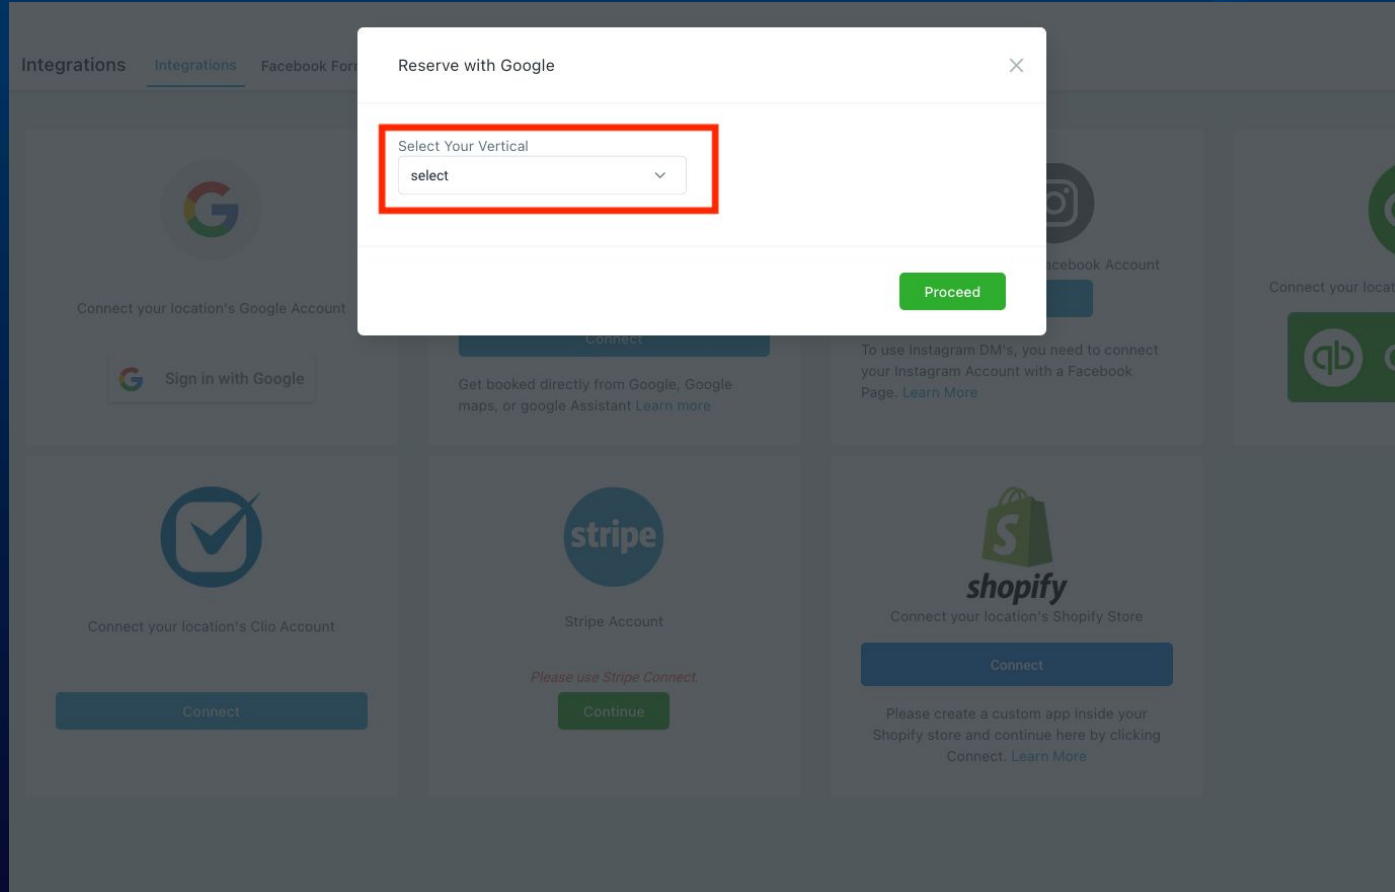 Integrations
Integrations
Facebook For
Reserve with Google
Select Your Vertical
select
Proceed
Connect your location's Google Account
Sign in with Google
Connect
Get booked directly from Google, Google
maps, or google Assistant Learn more
acebook Account
To use Instagram DM's, you need to connect
your Instagram Account with a Facebook
Page. Learn More
Connect your locat
qb
Connect your location's Clio Account
Connect
stripe
Stripe Account
Please use Stripe Connect.
Continue
shopify
Connect your location's Shopify Store
Connect
Please create a custom app inside your
Shopify store and continue here by clicking
Connect. Learn More